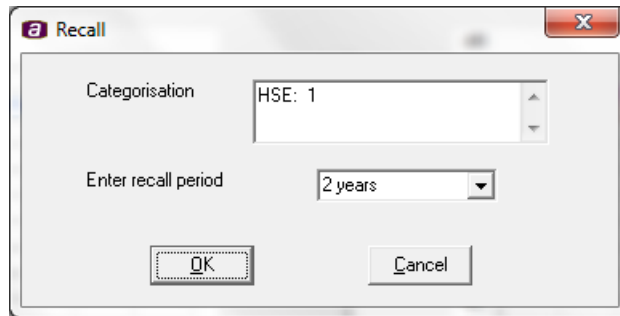 a Recall
Categorisation
HSE: 1
Enter recall period
2 years
OK
Cancel